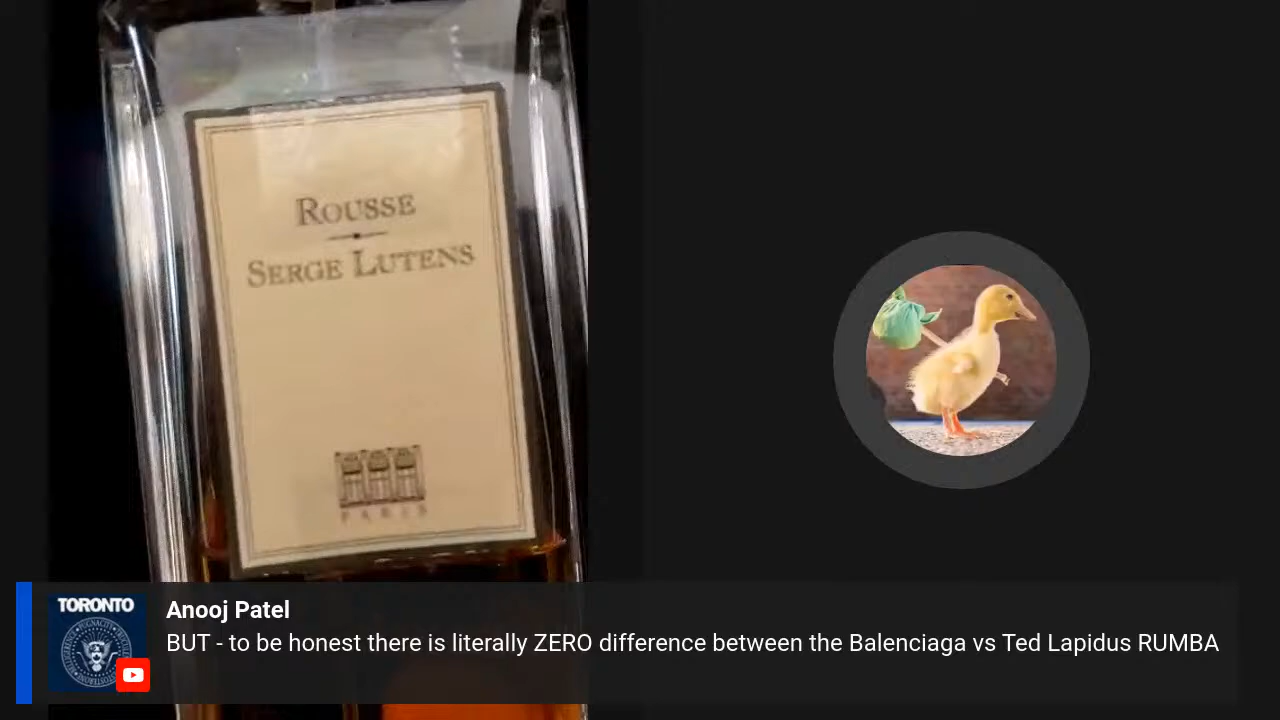 ROUSSE
SERGE LUTENS
PARIS
TORONTO
Anooj Patel
BUT - to be honest there is literally ZERO difference between the Balenciaga vs Ted Lapidus RUMBA